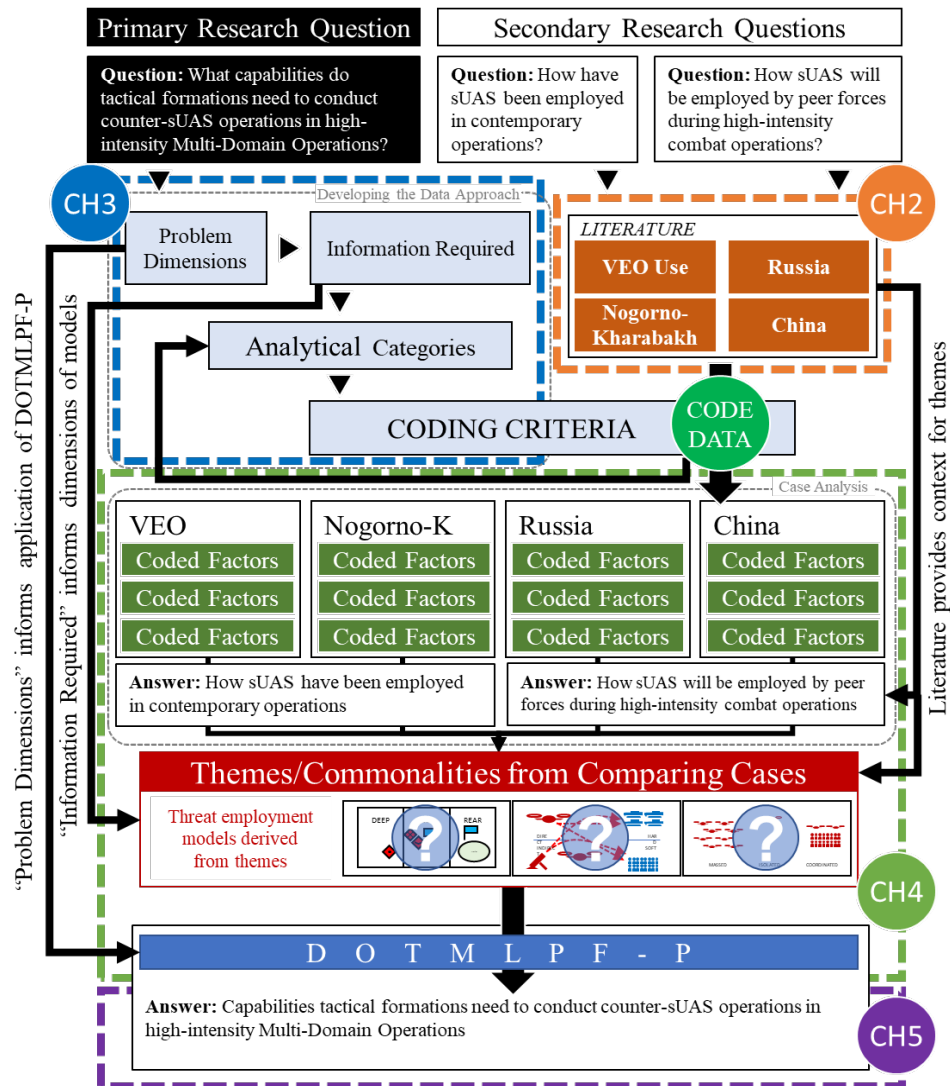 Primary Research Question
Secondary Research Questions
Question: What capabilities do
tactical formations need to conduct
counter-sUAS operations in high-
intensity Multi-Domain Operations?
Question: How have
sUAS been employed
in contemporary
operations?
Question: How sUAS will
be employed by peer forces
during high-intensity
combat operations?
CH3
Developing the Data Approach
CH2
Problem
Dimensions
Information Required
LITERATURE
VEO Use
Russia
Nogorno-
Kharabakh
China
Analytical Categories
CODING CRITERIA
CODE
DATA
"Problem Dimensions" informs application of DOTMLPF-P
"Information Required" informs dimensions of models
Literature provides context for themes
Case Analysis
VEO
Coded Factors
Coded Factors
Coded Factors
Nogorno-K
Coded Factors
Coded Factors
Coded Factors
Russia
Coded Factors
Coded Factors
Coded Factors
China
Coded Factors
Coded Factors
Coded Factors
Answer: How sUAS have been employed
in contemporary operations
Answer: How sUAS will be employed by peer
forces during high-intensity combat operations
Themes/Commonalities from Comparing Cases
Threat employment
models derived
from themes
DEEP
REAR
?
?
SOFT
?
MASSED
COORDINATED
CH4
DOTMLPF-P
Answer: Capabilities tactical formations need to conduct counter-sUAS operations in
high-intensity Multi-Domain Operations
CH5